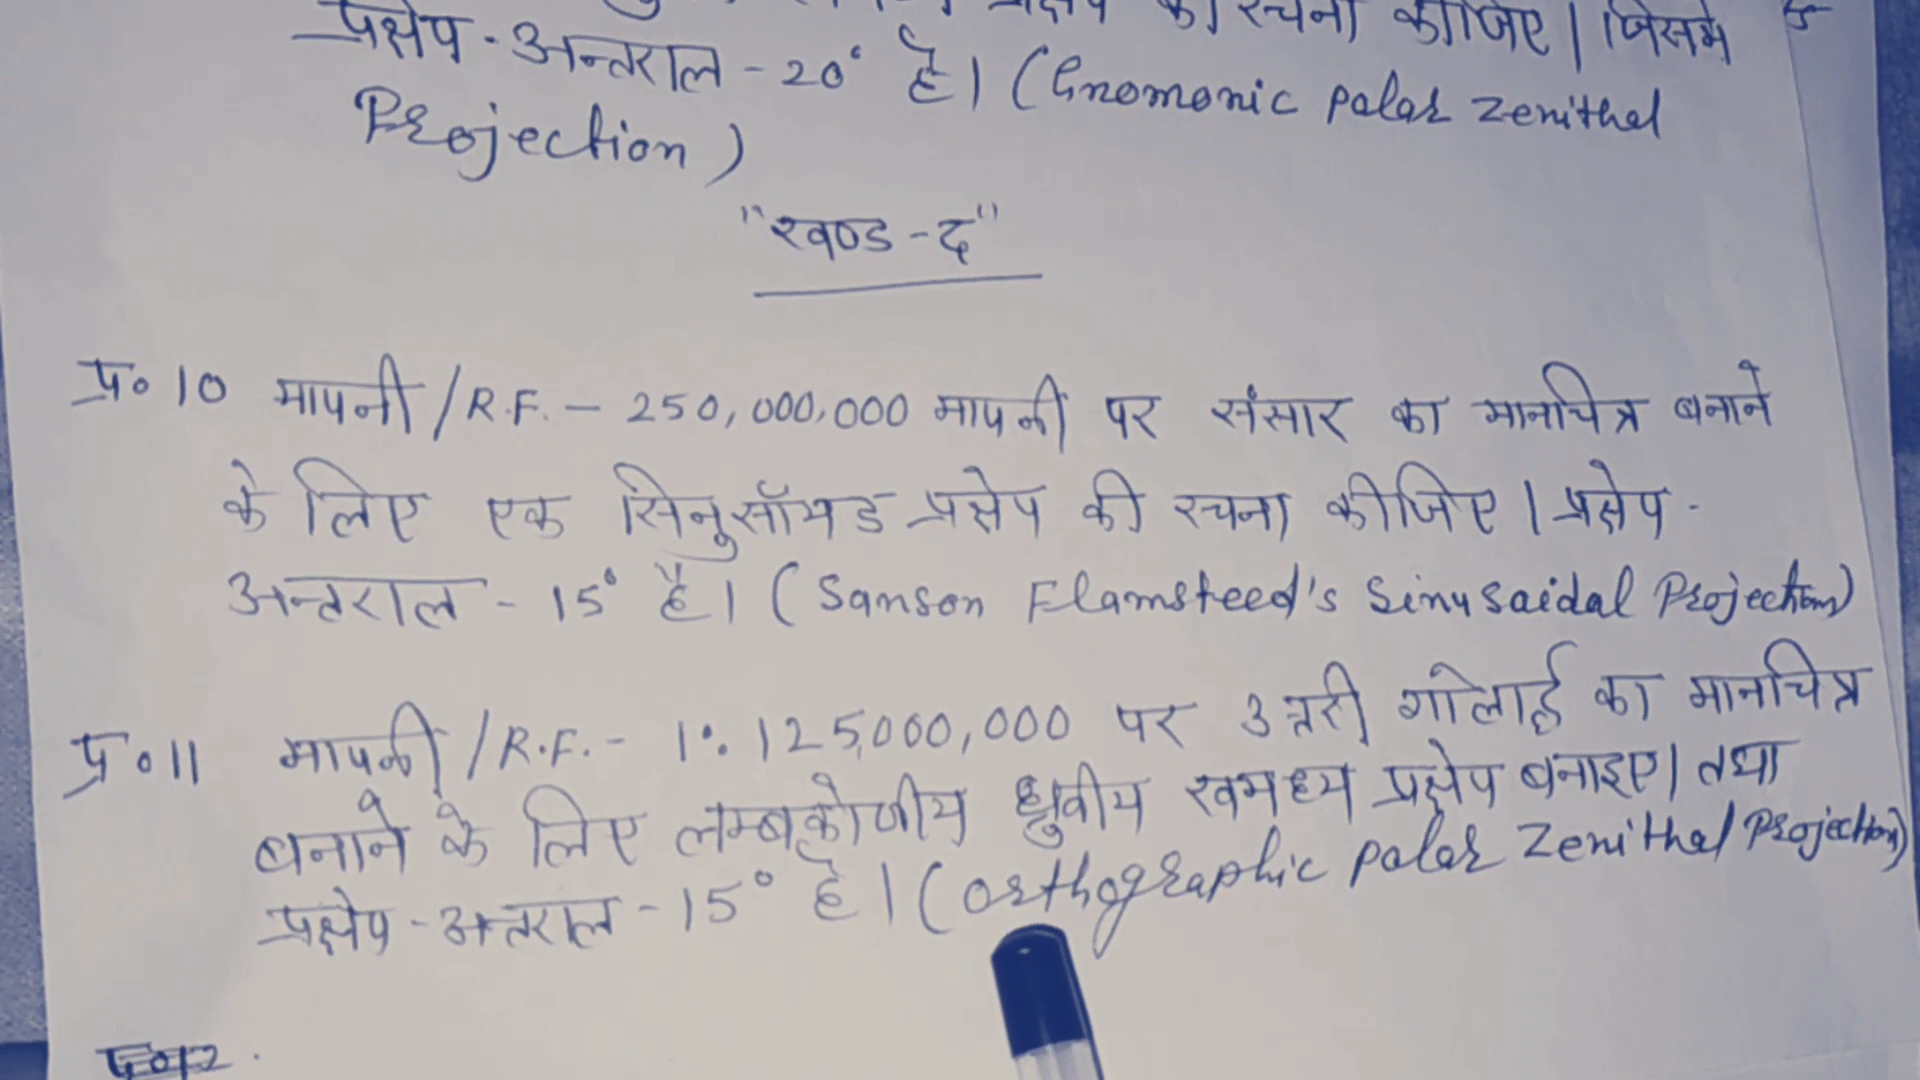 प्रक्षेप की रचना कीजिए। जिसमें
प्रक्षेप-अन्तराल - 20° है। (Gnomonic Polar Zenithal
Projection)
"खण्ड-द"
प्र॰ 10 मापनी / R.F. - 250,000,000 मापनी पर संसार का मानचित्र बनाने
के लिए एक सिनुसॉयड प्रक्षेप की रचना कीजिए। प्रक्षेप-
अन्तराल - 15° है। (Sanson Flamsteed's Sinusaidal Projection)
प्र॰ 11 मापनी / R.F. - 1:125,000,000 पर उत्तरी गोलार्द्ध का मानचित्र
बनाने के लिए लम्बकोणीय ध्रुवीय खमध्य प्रक्षेप बनाइए। तथा
प्रक्षेप-अन्तराल - 15° है। (Orthographic Polar Zenithal Projection)